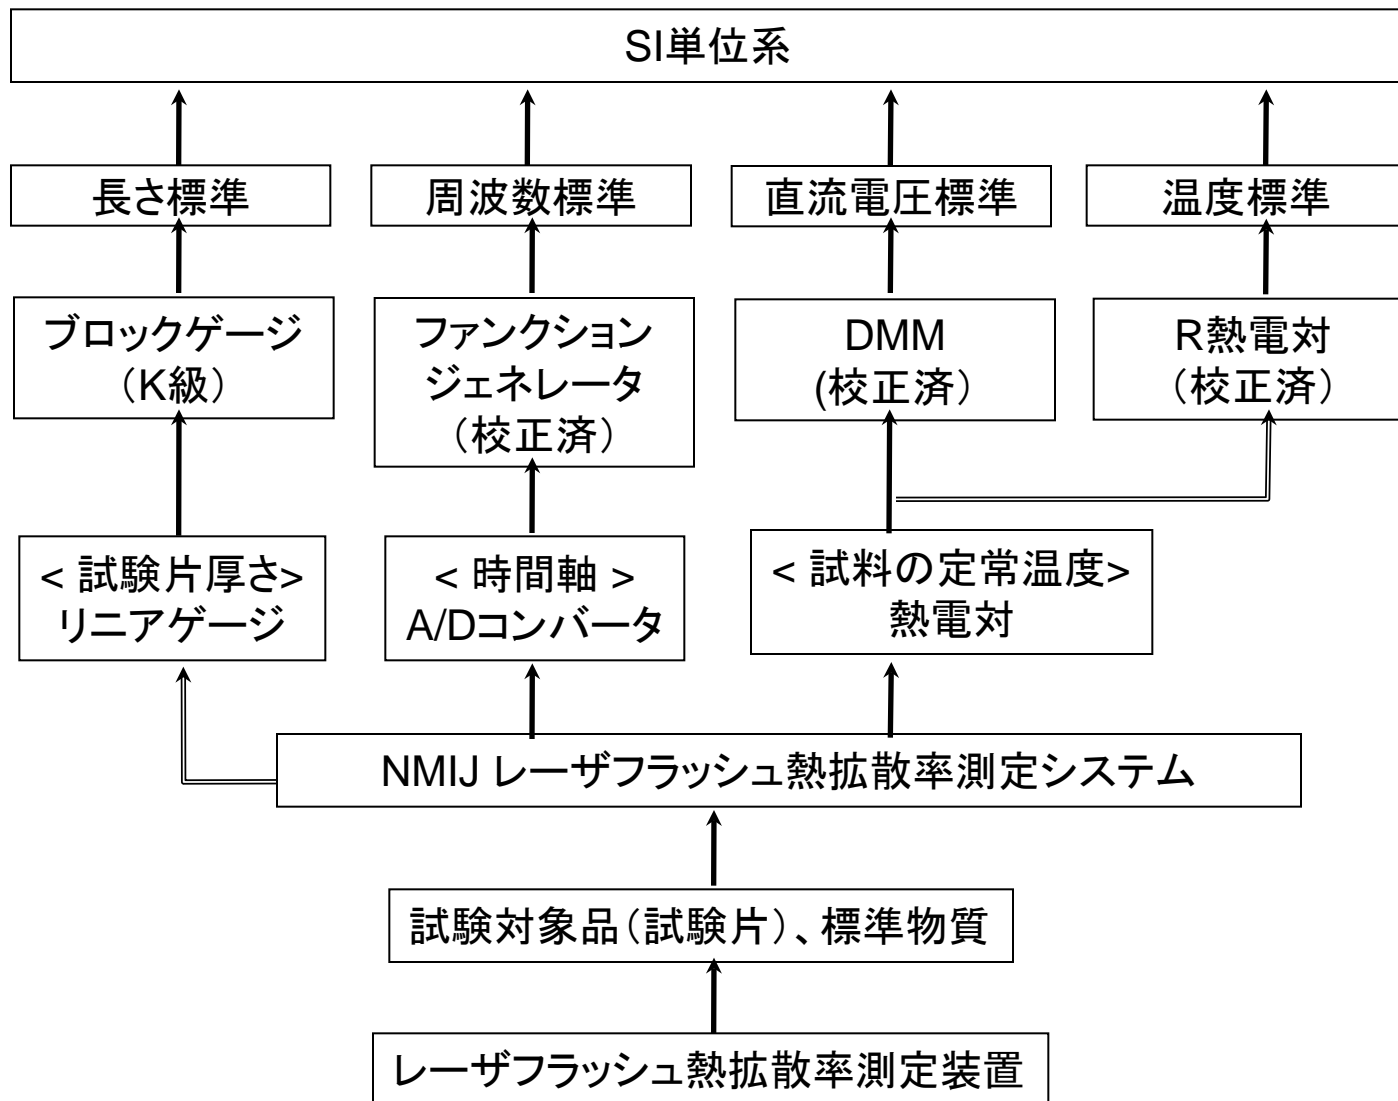 SI単位系
長さ標準
周波数標準
直流電圧標準
温度標準
ブロックゲージ
（K級）
ファンクション
ジェネレータ
（校正済）
DMM
(校正済）
R熱電対
（校正済）
< 試験片厚さ>
リニアゲージ
< 時間軸 >
A/Dコンバータ
< 試料の定常温度>
熱電対
NMIJ レーザフラッシュ熱拡散率測定システム
試験対象品（試験片）、標準物質
レーザフラッシュ熱拡散率測定装置